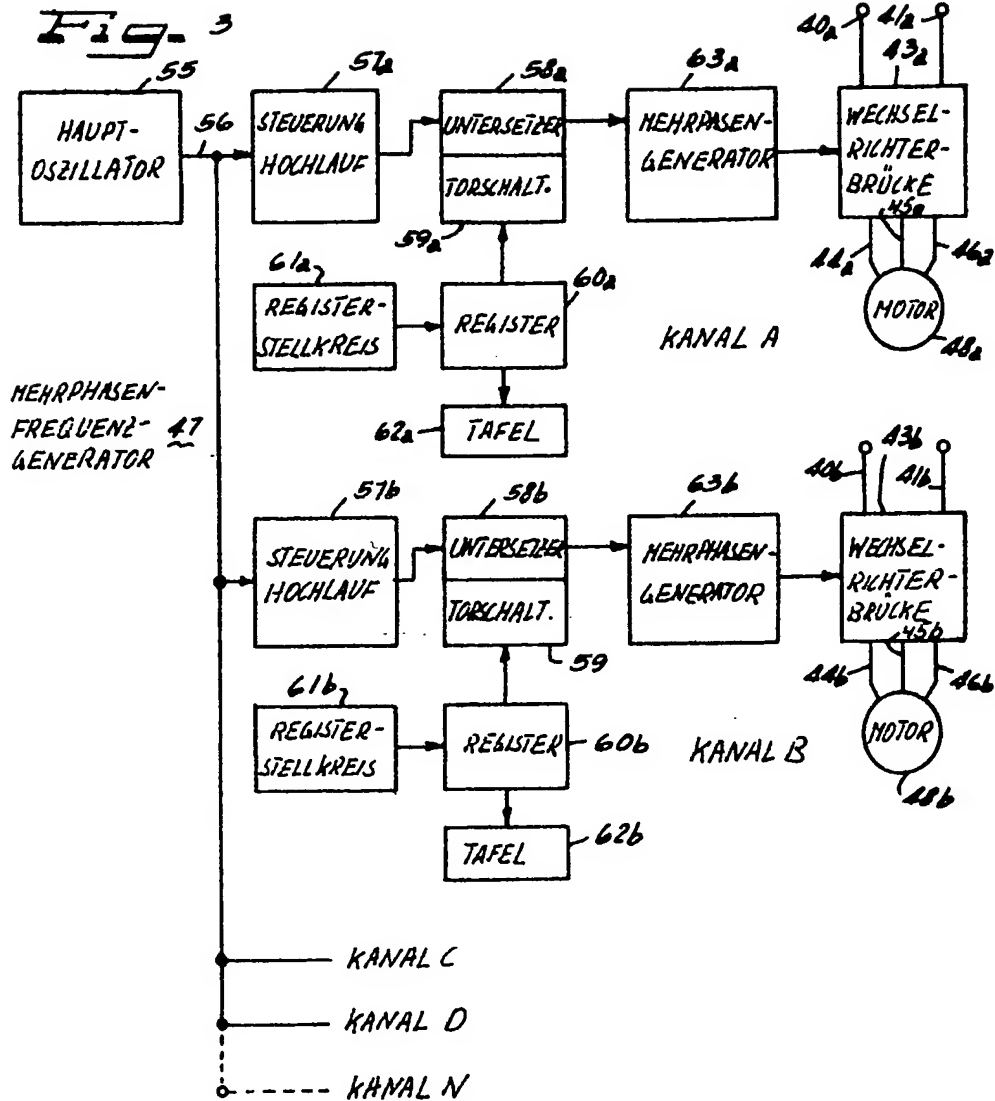 Fig. 3
55
HAUPT-
OSZILLATOR
56
57a
STEUERUNG
HOCHLAUF
58a
UNTERSETZER
TORSCHALT.
59a
63a
MEHRPASEN-
GENERATOR
40a
41a
43a
WECHSEL-
RICHTER-
BRÜCKE
45a
44a
46a
MOTOR
48a
61a
REGISTER-
STELLKREIS
60a
REGISTER
KANAL A
62a
TAFEL
MEHRPHASEN-
FREQUENZ-
GENERATOR 47
57b
STEUERUNG
HOCHLAUF
58b
UNTERSETZER
TORSCHALT.
59
63b
MEHRPHASEN-
GENERATOR
40b
43b
41b
WECHSEL-
RICHTER-
BRÜCKE
45b
44b
46b
MOTOR
48b
61b
REGISTER-
STELLKREIS
REGISTER
60b
KANAL B
TAFEL
62b
KANAL C
KANAL D
KANAL N